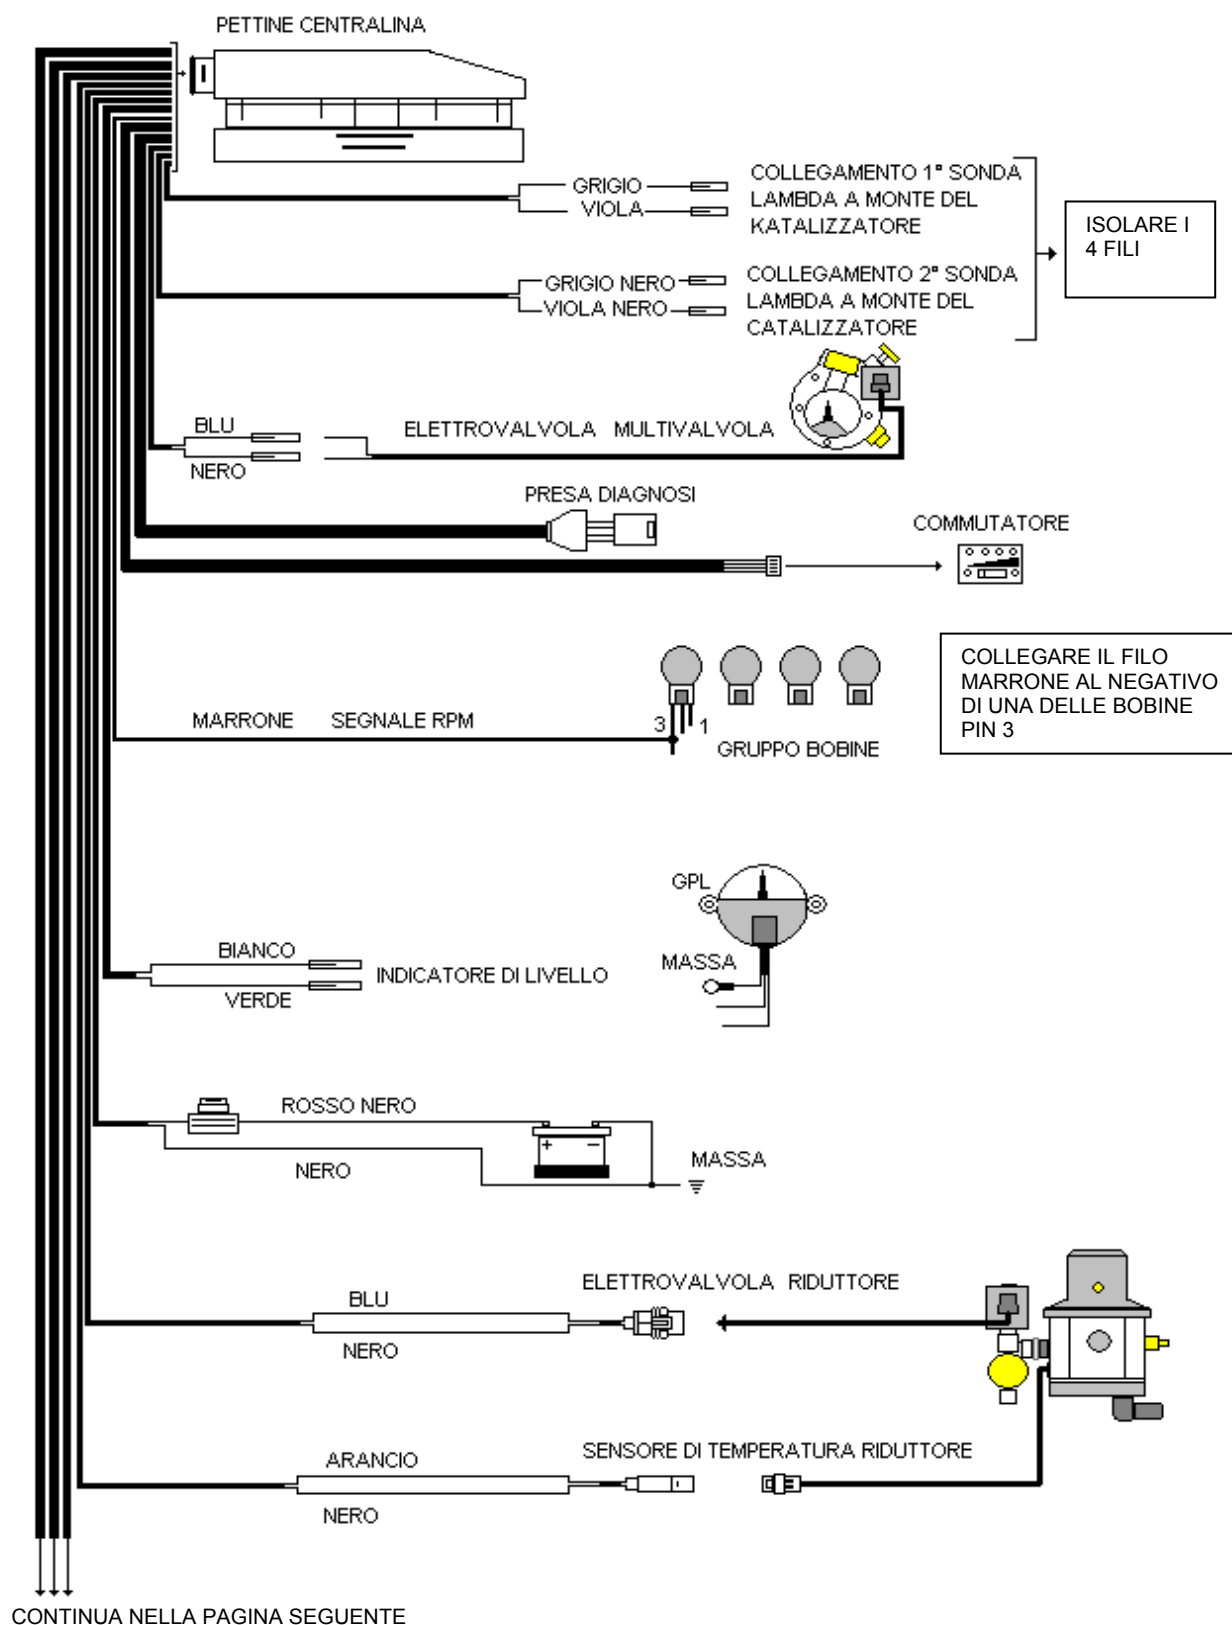 PETTINE CENTRALINA
GRIGIO
VIOLA
COLLEGAMENTO 1° SONDA
LAMBDA A MONTE DEL
KATALIZZATORE
ISOLARE I
4 FILI
GRIGIO NERO
VIOLA NERO
COLLEGAMENTO 2° SONDA
LAMBDA A MONTE DEL
CATALIZZATORE
BLU
NERO
ELETTROVALVOLA MULTIVALVOLA
PRESA DIAGNOSI
COMMUTATORE
MARRONE SEGNALE RPM
3 1
GRUPPO BOBINE
COLLEGARE IL FILO
MARRONE AL NEGATIVO
DI UNA DELLE BOBINE
PIN 3
GPL
MASSA
BIANCO
VERDE
INDICATORE DI LIVELLO
ROSSO NERO
NERO
+ −
MASSA
BLU
NERO
ELETTROVALVOLA RIDUTTORE
ARANCIO
NERO
SENSORE DI TEMPERATURA RIDUTTORE
CONTINUA NELLA PAGINA SEGUENTE